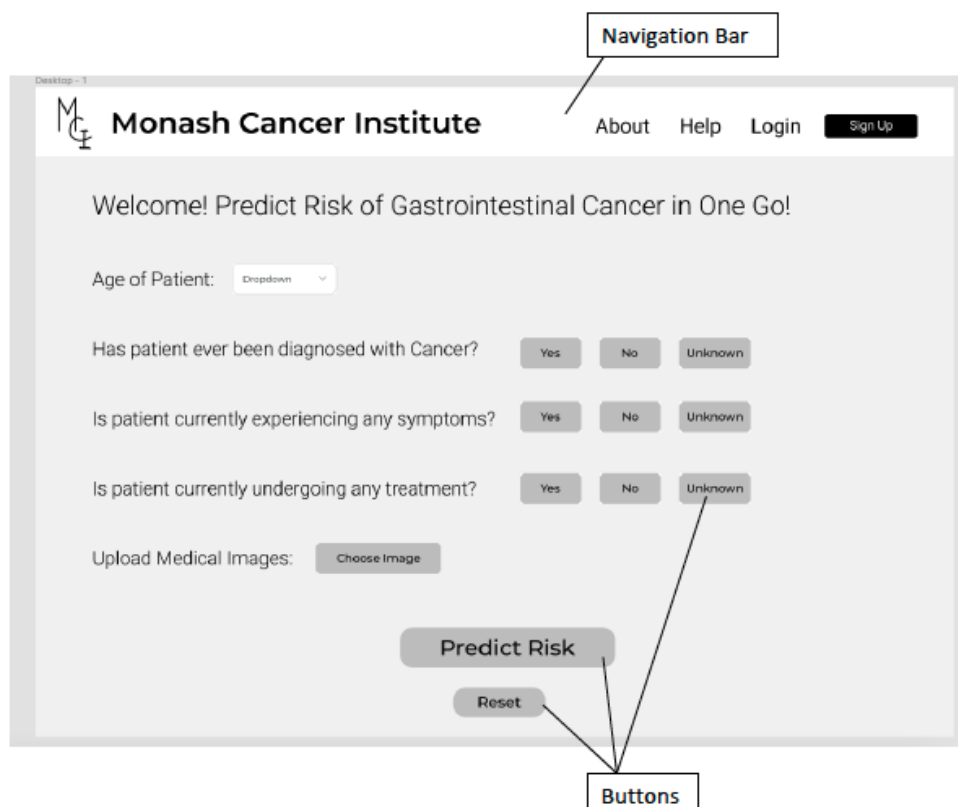 Navigation Bar
Desktop - 1
MCI Monash Cancer Institute About Help Login Sign Up
Welcome! Predict Risk of Gastrointestinal Cancer in One Go!
Age of Patient: Dropdown
Has patient ever been diagnosed with Cancer? Yes No Unknown
Is patient currently experiencing any symptoms? Yes No Unknown
Is patient currently undergoing any treatment? Yes No Unknown
Upload Medical Images: Choose Image
Predict Risk
Reset
Buttons